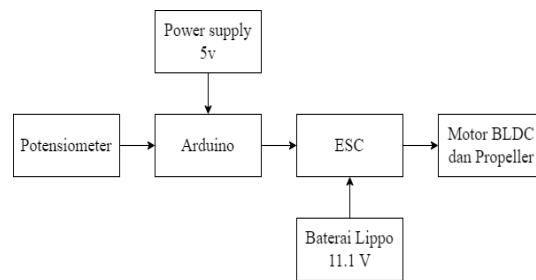 Power supply
5v
Potensiometer
Arduino
ESC
Motor BLDC
dan Propeller
Baterai Lippo
11.1 V